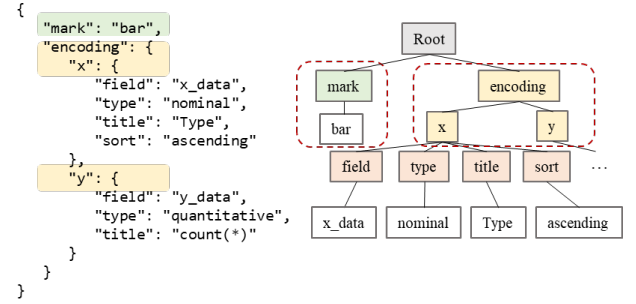 {
"mark": "bar",
"encoding": {
"x": {
"field": "x_data",
"type": "nominal",
"title": "Type",
"sort": "ascending"
},
"y": {
"field": "y_data",
"type": "quantitative",
"title": "count(*)"
}
}
}
Root
mark encoding
bar x y
field type title sort ...
x_data nominal Type ascending